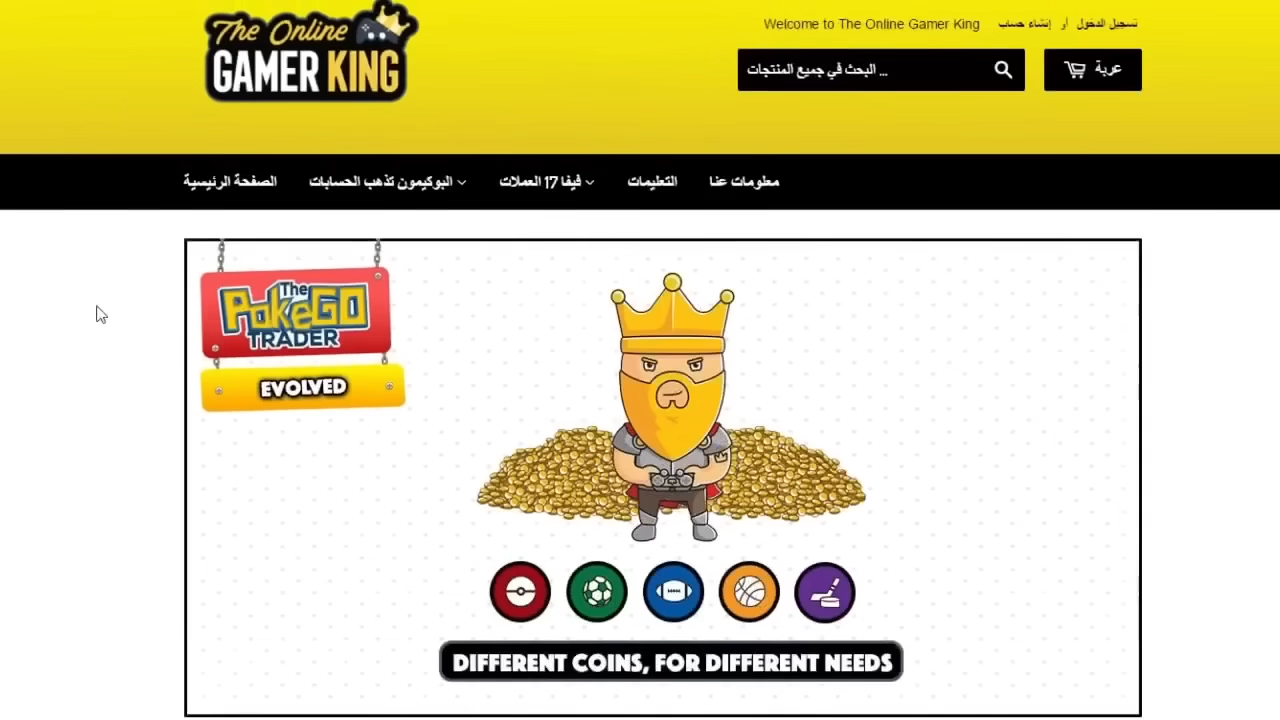 The Online
GAMER KING
Welcome to The Online Gamer King
تسجيل الدخول أو إنشاء حساب
البحث في جميع المنتجات ...
عربة
الصفحة الرئيسية
البوكيمون تذهب الحسابات
فيفا 17 العملات
التعليمات
معلومات عنا
The
PokeGO
TRADER
EVOLVED
DIFFERENT COINS, FOR DIFFERENT NEEDS